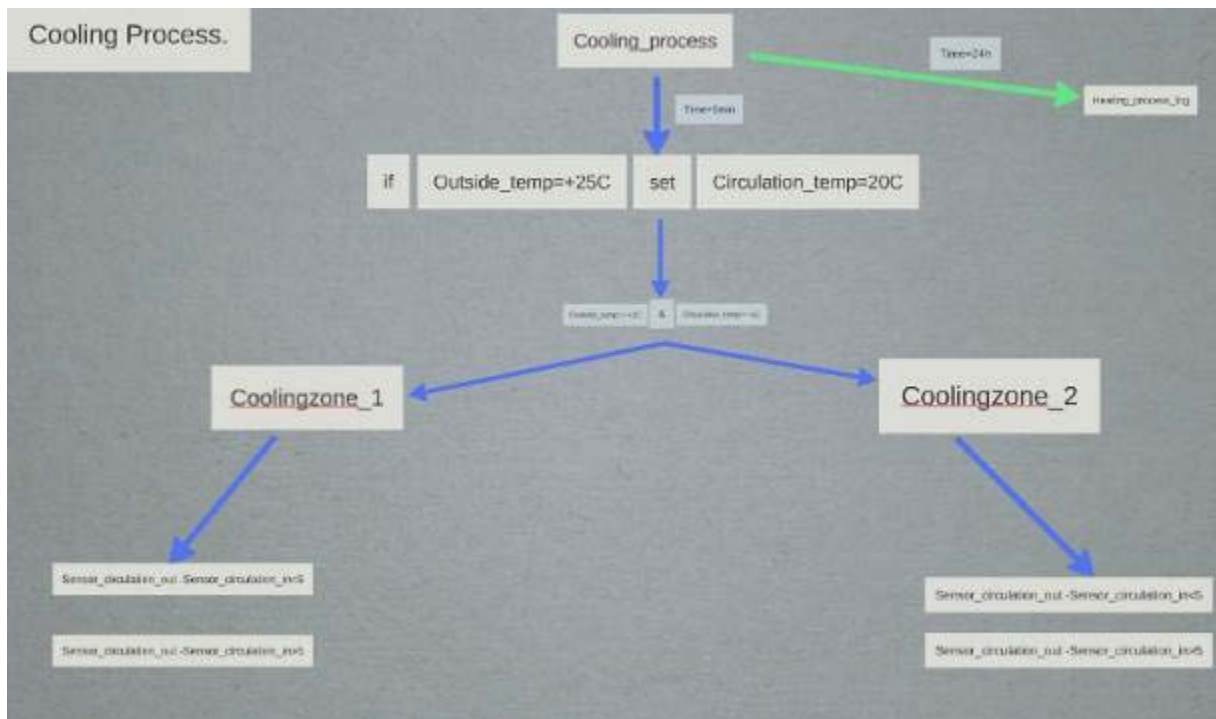 Cooling Process.
Cooling_process
Time=24h
Heating_process_trg
Time=5min
if Outside_temp=+25C set Circulation_temp=20C
&
Coolingzone_1
Coolingzone_2
Sensor_circulation_out -Sensor_circulation_in<5
Sensor_circulation_out -Sensor_circulation_in<5
Sensor_circulation_out -Sensor_circulation_in>5
Sensor_circulation_out -Sensor_circulation_in>5